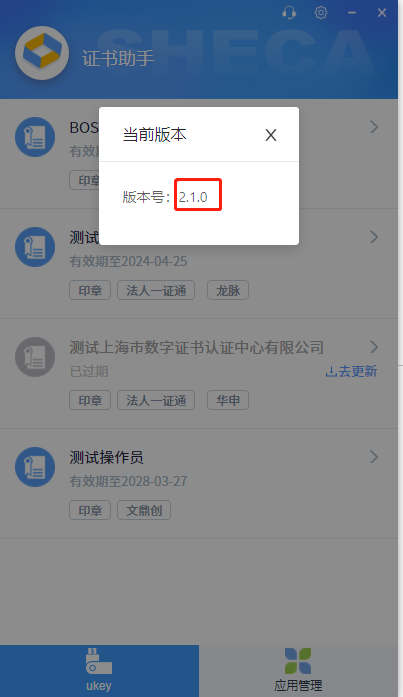 SHECA
证书助手
当前版本 X
版本号: 2.1.0
BOS
有效期
印章
测试
有效期至2024-04-25
印章 法人一证通 龙脉
测试上海市数字证书认证中心有限公司
已过期 去更新
印章 法人一证通 华申
测试操作员
有效期至2028-03-27
印章 文鼎创
ukey 应用管理